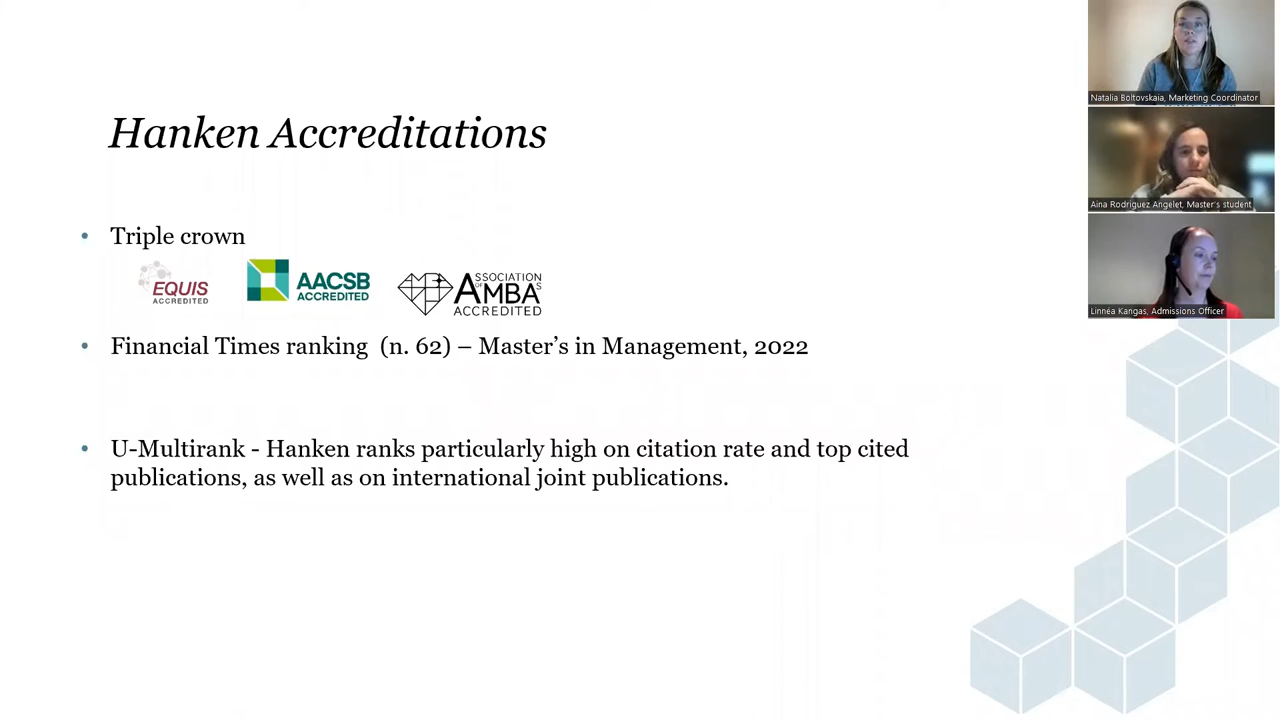 Hanken Accreditations
• Triple crown
EQUIS
ACCREDITED
AACSB
ACCREDITED
ASSOCIATION
OF MBAS
AMBA
ACCREDITED
• Financial Times ranking (n. 62) – Master’s in Management, 2022
• U-Multirank - Hanken ranks particularly high on citation rate and top cited
publications, as well as on international joint publications.
Natalia Boltovskaia, Marketing Coordinator
Aina Rodriguez Angelet, Master's student
Linnéa Kangas, Admissions Officer